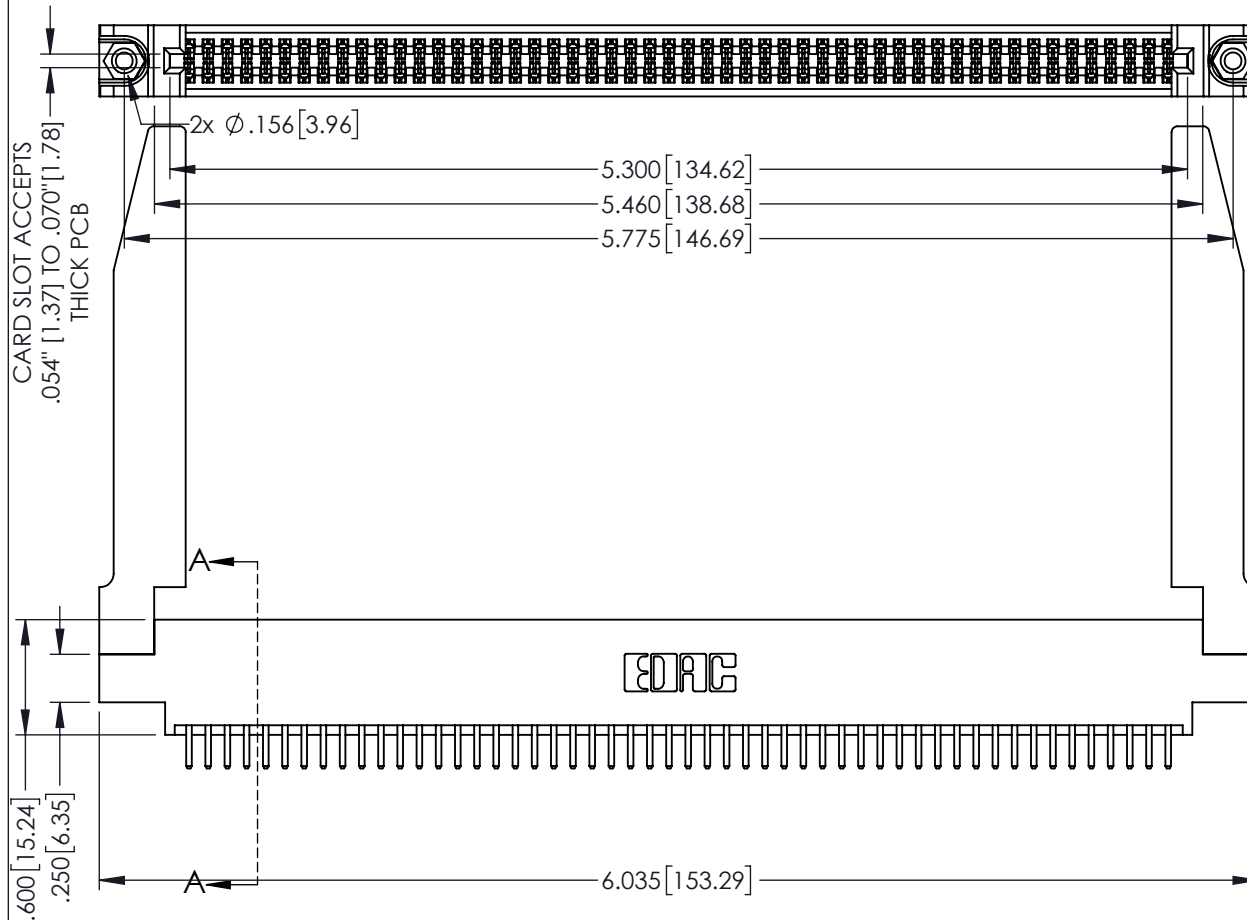 2x Ø .156[3.96]
CARD SLOT ACCEPTS
.054" [1.37] TO .070"[1.78]
THICK PCB
5.300[134.62]
5.460[138.68]
5.775[146.69]
A
EDAC
.600[15.24]
.250[6.35]
A
6.035[153.29]